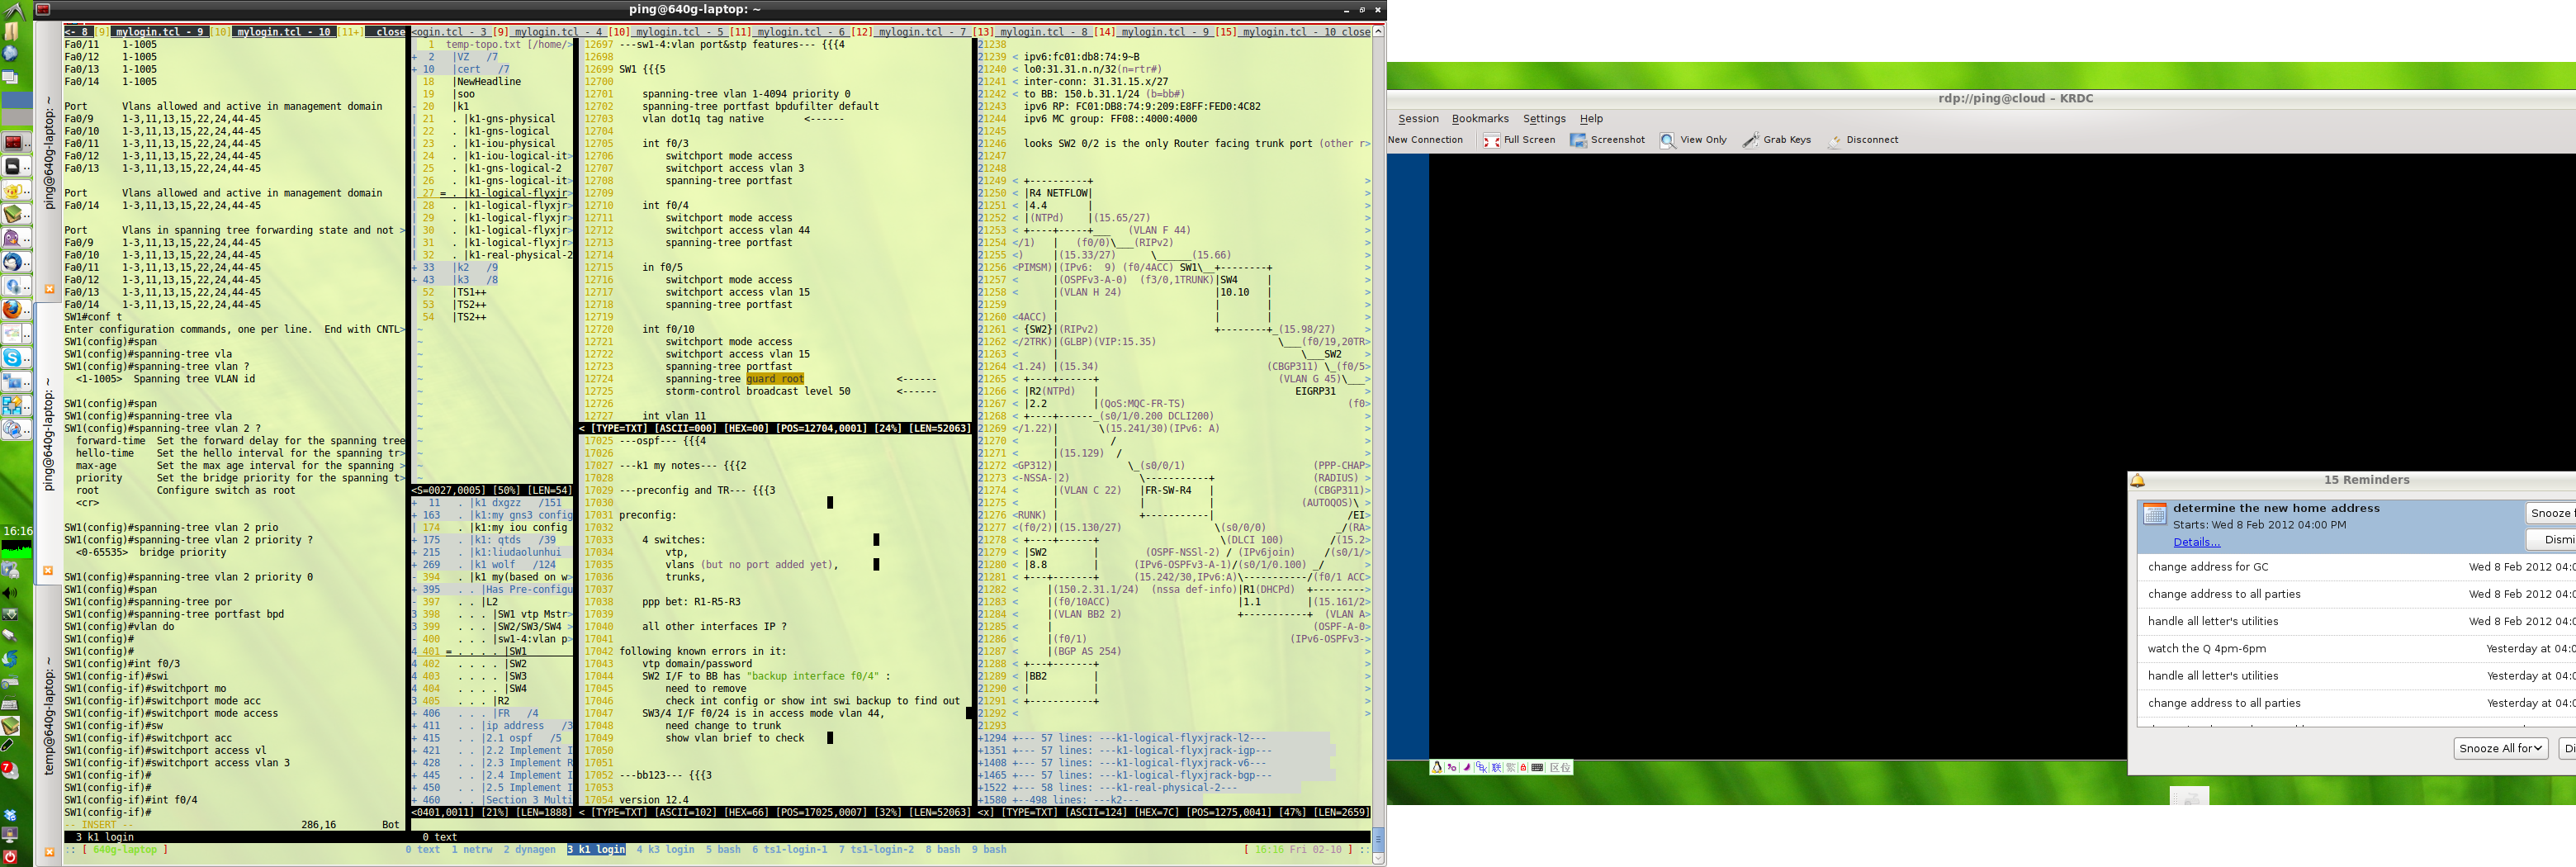 ping@640g-laptop: ~
<- 8 [9] mylogin.tcl - 9 [10] mylogin.tcl - 10 [11+] close
Fa0/11 1-1005
Fa0/12 1-1005
Fa0/13 1-1005
Fa0/14 1-1005
Port Vlans allowed and active in management domain
Fa0/9 1-3,11,13,15,22,24,44-45
Fa0/10 1-3,11,13,15,22,24,44-45
Fa0/11 1-3,11,13,15,22,24,44-45
Fa0/12 1-3,11,13,15,22,24,44-45
Fa0/13 1-3,11,13,15,22,24,44-45
Port Vlans allowed and active in management domain
Fa0/14 1-3,11,13,15,22,24,44-45
Port Vlans in spanning tree forwarding state and not >
Fa0/9 1-3,11,13,15,22,24,44-45
Fa0/10 1-3,11,13,15,22,24,44-45
Fa0/11 1-3,11,13,15,22,24,44-45
Fa0/12 1-3,11,13,15,22,24,44-45
Fa0/13 1-3,11,13,15,22,24,44-45
Fa0/14 1-3,11,13,15,22,24,44-45
SW1#conf t
Enter configuration commands, one per line. End with CNTL>
SW1(config)#span
SW1(config)#spanning-tree vla
SW1(config)#spanning-tree vlan ?
<1-1005> Spanning tree VLAN id
SW1(config)#span
SW1(config)#spanning-tree vla
SW1(config)#spanning-tree vlan 2 ?
forward-time Set the forward delay for the spanning tree
hello-time Set the hello interval for the spanning tr>
max-age Set the max age interval for the spanning >
priority Set the bridge priority for the spanning t>
root Configure switch as root
<cr>
SW1(config)#spanning-tree vlan 2 prio
SW1(config)#spanning-tree vlan 2 priority ?
<0-65535> bridge priority
SW1(config)#spanning-tree vlan 2 priority 0
SW1(config)#span
SW1(config)#spanning-tree por
SW1(config)#spanning-tree portfast bpd
SW1(config)#vlan do
SW1(config)#
SW1(config)#
SW1(config)#int f0/3
SW1(config-if)#swi
SW1(config-if)#switchport mo
SW1(config-if)#switchport mode acc
SW1(config-if)#switchport mode access
SW1(config-if)#sw
SW1(config-if)#switchport acc
SW1(config-if)#switchport access vl
SW1(config-if)#switchport access vlan 3
SW1(config-if)#
SW1(config-if)#
SW1(config-if)#int f0/4
SW1(config-if)#
-- INSERT -- 286,16 Bot
3 k1 login
<ogin.tcl - 3 [9] mylogin.tcl - 4 [10] mylogin.tcl - 5 [11] mylogin.tcl - 6 [12] mylogin.tcl - 7 [13] mylogin.tcl - 8 [14] mylogin.tcl - 9 [15] mylogin.tcl - 10 close
1 temp-topo.txt [/home/>
+ 2 |VZ /7
+ 10 |cert /7
18 |NewHeadline
19 |soo
- 20 |k1
| 21 . |k1-gns-physical
| 22 . |k1-gns-logical
| 23 . |k1-iou-physical
| 24 . |k1-iou-logical-it>
| 25 . |k1-gns-logical-2
| 26 . |k1-gns-logical-it>
| 27 = . |k1-logical-flyxjr
| 28 . |k1-logical-flyxjr>
| 29 . |k1-logical-flyxjr>
| 30 . |k1-logical-flyxjr>
| 31 . |k1-logical-flyxjr>
| 32 . |k1-real-physical-2
+ 33 |k2 /9
+ 43 |k3 /8
52 |TS1++
53 |TS2++
54 |TS2++
<S=0027,0005] [50%] [LEN=54]
+ 11 . |k1 dxgzz /151
+ 163 . |k1:my gns3 config
| 174 . |k1:my iou config
+ 175 . |k1: qtds /39
+ 215 . |k1:liudaolunhui
+ 269 . |k1 wolf /124
- 394 . |k1 my(based on w>
+ 395 . . |Has Pre-configu
- 397 . . |L2
3 398 . . . |SW1 vtp Mstr>
3 399 . . . |SW2/SW3/SW4 >
- 400 . . . |sw1-4:vlan p>
4 401 = . . . . |SW1
4 402 . . . . |SW2
4 403 . . . . |SW3
4 404 . . . . |SW4
3 405 . . . |R2
+ 406 . . . |FR /4
+ 411 . . |ip address /3
+ 415 . . |2.1 ospf /5
+ 421 . . |2.2 Implement I
+ 428 . . |2.3 Implement R
+ 445 . . |2.4 Implement I
+ 450 . . |2.5 Implement I
+ 460 . . |Section 3 Multi
<0401,0011] [21%] [LEN=1888]
12697 ---sw1-4:vlan port&stp features--- {{{4
12698
12699 SW1 {{{5
12700
12701 spanning-tree vlan 1-4094 priority 0
12702 spanning-tree portfast bpdufilter default
12703 vlan dot1q tag native <------
12704
12705 int f0/3
12706 switchport mode access
12707 switchport access vlan 3
12708 spanning-tree portfast
12709
12710 int f0/4
12711 switchport mode access
12712 switchport access vlan 44
12713 spanning-tree portfast
12714
12715 in f0/5
12716 switchport mode access
12717 switchport access vlan 15
12718 spanning-tree portfast
12719
12720 int f0/10
12721 switchport mode access
12722 switchport access vlan 15
12723 spanning-tree portfast
12724 spanning-tree guard root <------
12725 storm-control broadcast level 50 <------
12726
12727 int vlan 11
< [TYPE=TXT] [ASCII=000] [HEX=00] [POS=12704,0001] [24%] [LEN=52063]
17025 ---ospf--- {{{4
17026
17027 ---k1 my notes--- {{{2
17028
17029 ---preconfig and TR--- {{{3
17030
17031 preconfig:
17032
17033 4 switches:
17034 vtp,
17035 vlans (but no port added yet),
17036 trunks,
17037
17038 ppp bet: R1-R5-R3
17039
17040 all other interfaces IP ?
17041
17042 following known errors in it:
17043 vtp domain/password
17044 SW2 I/F to BB has "backup interface f0/4" :
17045 need to remove
17046 check int config or show int swi backup to find out
17047 SW3/4 I/F f0/24 is in access mode vlan 44,
17048 need change to trunk
17049 show vlan brief to check
17050
17051
17052 ---bb123--- {{{3
17053
17054 version 12.4
< [TYPE=TXT] [ASCII=102] [HEX=66] [POS=17025,0007] [32%] [LEN=52063]
21238
21239 < ipv6:fc01:db8:74:9~B
21240 < lo0:31.31.n.n/32(n=rtr#)
21241 < inter-conn: 31.31.15.x/27
21242 < to BB: 150.b.31.1/24 (b=bb#)
21243 ipv6 RP: FC01:DB8:74:9:209:E8FF:FED0:4C82
21244 ipv6 MC group: FF08::4000:4000
21245
21246 looks SW2 0/2 is the only Router facing trunk port (other r>
21247
21248
21249 < +----------+ >
21250 < |R4 NETFLOW| >
21251 < |4.4 | >
21252 < |(NTPd) |(15.65/27) >
21253 < +----+-----+___ (VLAN F 44) >
21254 </1) | (f0/0)\___(RIPv2) >
21255 <) |(15.33/27) \______(15.66) >
21256 <PIMSM)|(IPv6: 9) (f0/4ACC) SW1\__+--------+ >
21257 < |(OSPFv3-A-0) (f3/0,1TRUNK)|SW4 | >
21258 < |(VLAN H 24) |10.10 | >
21259 < | | | >
21260 <4ACC) | | | >
21261 < {SW2}|(RIPv2) +--------+_(15.98/27) >
21262 </2TRK)|(GLBP)(VIP:15.35) \___(f0/19,20TR>
21263 < | \___SW2 >
21264 <1.24) |(15.34) (CBGP311) \_(f0/5>
21265 < +----+------+ (VLAN G 45)\___>
21266 < |R2(NTPd) | EIGRP31 >
21267 < |2.2 |(QoS:MQC-FR-TS) (f0>
21268 < +----+------_(s0/1/0.200 DCLI200) >
21269 </1.22)| \(15.241/30)(IPv6: A) >
21270 < | / >
21271 < |(15.129) / >
21272 <GP312)| \_(s0/0/1) (PPP-CHAP>
21273 <-NSSA-|2) \-----------+ (RADIUS) >
21274 < |(VLAN C 22) |FR-SW-R4 | (CBGP311)>
21275 < | | | (AUTOQOS)\ >
21276 <RUNK) | +-----------| /EI>
21277 <(f0/2)|(15.130/27) \(s0/0/0) _/(RA>
21278 < +----+------+ \(DLCI 100) /(15.2>
21279 < |SW2 | (OSPF-NSSl-2) / (IPv6join) /(s0/1/>
21280 < |8.8 | (IPv6-OSPFv3-A-1)/(s0/1/0.100) _/ >
21281 < +---+-------+ (15.242/30,IPv6:A)\-----------/(f0/1 ACC>
21282 < |(150.2.31.1/24) (nssa def-info)|R1(DHCPd) +--------->
21283 < |(f0/10ACC) |1.1 |(15.161/2>
21284 < |(VLAN BB2 2) +-----------+ (VLAN A>
21285 < | (OSPF-A-0>
21286 < |(f0/1) (IPv6-OSPFv3->
21287 < |(BGP AS 254) >
21288 < +---+-------+ >
21289 < |BB2 | >
21290 < | | >
21291 < +-----------+ >
21292 < >
21293
+1294 +--- 57 lines: ---k1-logical-flyxjrack-l2---
+1351 +--- 57 lines: ---k1-logical-flyxjrack-igp---
+1408 +--- 57 lines: ---k1-logical-flyxjrack-v6---
+1465 +--- 57 lines: ---k1-logical-flyxjrack-bgp---
+1522 +--- 58 lines: ---k1-real-physical-2---
+1580 +--498 lines: ---k2---
<x] [TYPE=TXT] [ASCII=124] [HEX=7C] [POS=1275,0041] [47%] [LEN=2659]
0 text
:: [ 640g-laptop ] 0 text 1 netrw 2 dynagen 3 k1 login 4 k3 login 5 bash 6 ts1-login-1 7 ts1-login-2 8 bash 9 bash [ 16:16 Fri 02-10 ] ::
ping@640g-laptop: ~
ping@640g-laptop: ~
temp@640g-laptop: ~
16:16
7
rdp://ping@cloud – KRDC
Session Bookmarks Settings Help
New Connection Full Screen Screenshot View Only Grab Keys Disconnect
15 Reminders
determine the new home address
Starts: Wed 8 Feb 2012 04:00 PM
Details...
Snooze f
Dismi
change address for GC Wed 8 Feb 2012 04:0
change address to all parties Wed 8 Feb 2012 04:0
handle all letter's utilities Wed 8 Feb 2012 04:0
watch the Q 4pm-6pm Yesterday at 04:0
handle all letter's utilities Yesterday at 04:0
change address to all parties Yesterday at 04:0
Snooze All for Di
区位